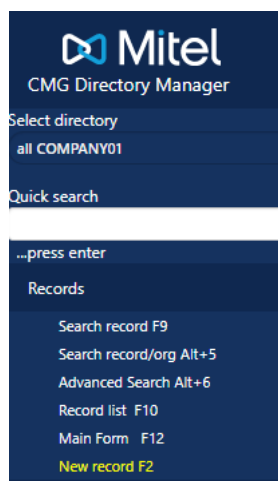 Mitel
CMG Directory Manager
Select directory
all COMPANY01
Quick search
...press enter
Records
Search record F9
Search record/org Alt+5
Advanced Search Alt+6
Record list F10
Main Form F12
New record F2